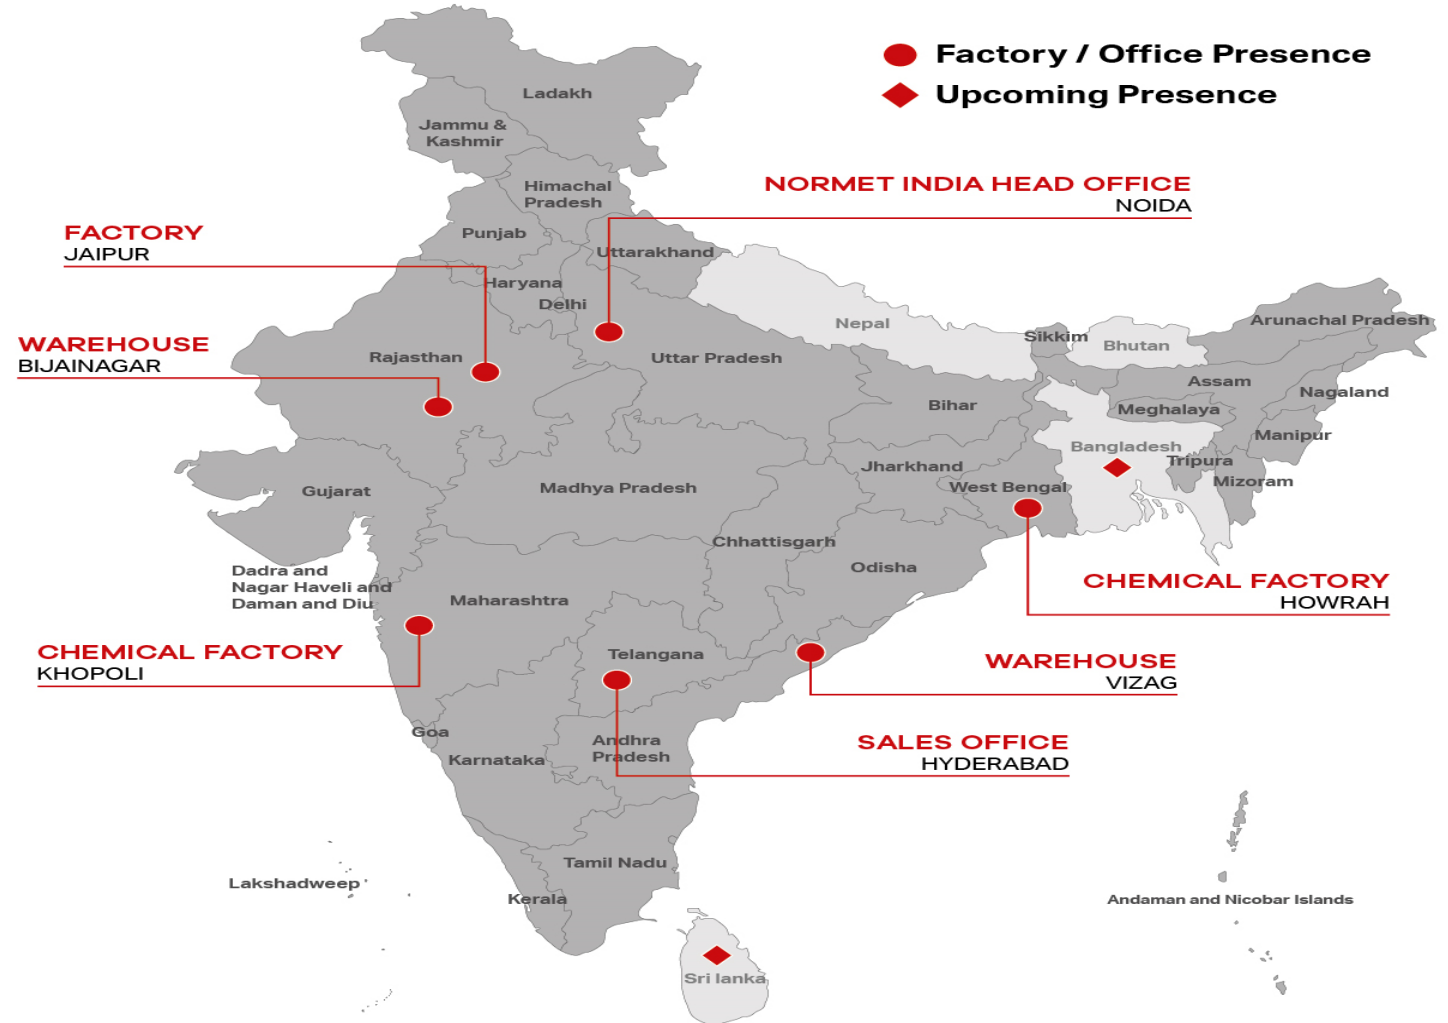 Factory / Office Presence
Upcoming Presence
Ladakh
Jammu &
Kashmir
Himachal
Pradesh
NORMET INDIA HEAD OFFICE
NOIDA
FACTORY
JAIPUR
Punjab
Uttarakhand
Haryana
Delhi
Nepal
Arunachal Pradesh
Sikkim
Bhutan
WAREHOUSE
BIJAINAGAR
Rajasthan
Uttar Pradesh
Assam
Nagaland
Bihar
Meghalaya
Manipur
Bangladesh
Tripura
Jharkhand
Mizoram
West Bengal
Gujarat
Madhya Pradesh
Chhattisgarh
Odisha
Dadra and
Nagar Haveli and
Daman and Diu
Maharashtra
CHEMICAL FACTORY
HOWRAH
CHEMICAL FACTORY
KHOPOLI
Telangana
WAREHOUSE
VIZAG
Goa
Karnataka
Andhra
Pradesh
SALES OFFICE
HYDERABAD
Tamil Nadu
Lakshadweep
Kerala
Andaman and Nicobar Islands
Sri lanka